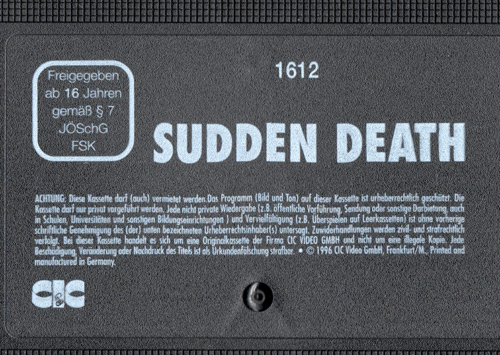 Freigegeben
ab 16 Jahren
gemäß § 7
JÖSchG
FSK
1612
SUDDEN DEATH
ACHTUNG: Diese Kassette darf (auch) vermietet werden. Das Programm (Bild und Ton) auf dieser Kassette ist urheberrechtlich geschützt. Die
Kassette darf nur privat vorgeführt werden. Jede nicht private Wiedergabe (z.B. öffentliche Vorführung, Sendung oder sonstige Darbietung, auch
in Schulen, Universitäten und sonstigen Bildungseinrichtungen ) und Vervielfältigung (z.B. Überspielen auf Leerkassetten) ist ohne vorherige
schriftliche Genehmigung des (der) unten bezeichneten Urheberrechtsinhaber(s) untersagt. Zuwiderhandlungen werden zivil- und strafrechtlich
verfolgt. Bei dieser Kassette handelt es sich um eine Originalkassette der Firma CIC VIDEO GMBH und nicht um eine illegale Kopie. Jede
Beschädigung, Veränderung oder Nachdruck des Titels ist als Urkundenfälschung strafbar. • © 1996 CIC Video GmbH, Frankfurt/M., Printed and
manufactured in Germany.
CIC